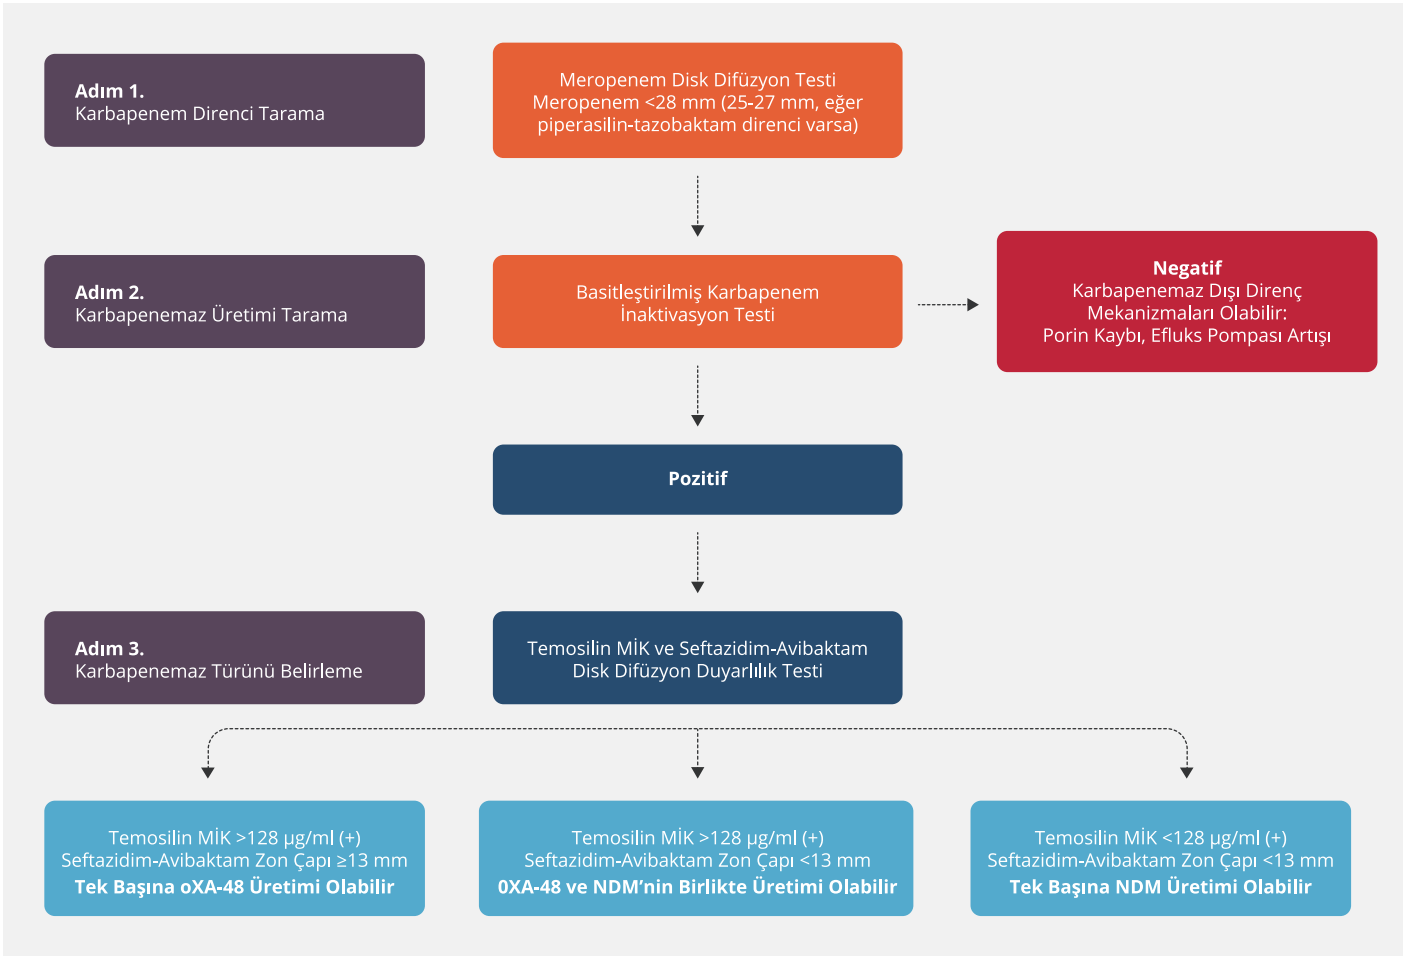 Adım 1.
Karbapenem Direnci Tarama
Meropenem Disk Difüzyon Testi
Meropenem <28 mm (25-27 mm, eğer
piperasilin-tazobaktam direnci varsa)
Adım 2.
Karbapenemaz Üretimi Tarama
Basitleştirilmiş Karbapenem
İnaktivasyon Testi
Negatif
Karbapenemaz Dışı Direnç
Mekanizmaları Olabilir:
Porin Kaybı, Efluks Pompası Artışı
Pozitif
Adım 3.
Karbapenemaz Türünü Belirleme
Temosilin MİK ve Seftazidim-Avibaktam
Disk Difüzyon Duyarlılık Testi
Temosilin MİK >128 µg/ml (+)
Seftazidim-Avibaktam Zon Çapı ≥13 mm
Tek Başına oXA-48 Üretimi Olabilir
Temosilin MİK >128 µg/ml (+)
Seftazidim-Avibaktam Zon Çapı <13 mm
0XA-48 ve NDM’nin Birlikte Üretimi Olabilir
Temosilin MİK <128 µg/ml (+)
Seftazidim-Avibaktam Zon Çapı <13 mm
Tek Başına NDM Üretimi Olabilir